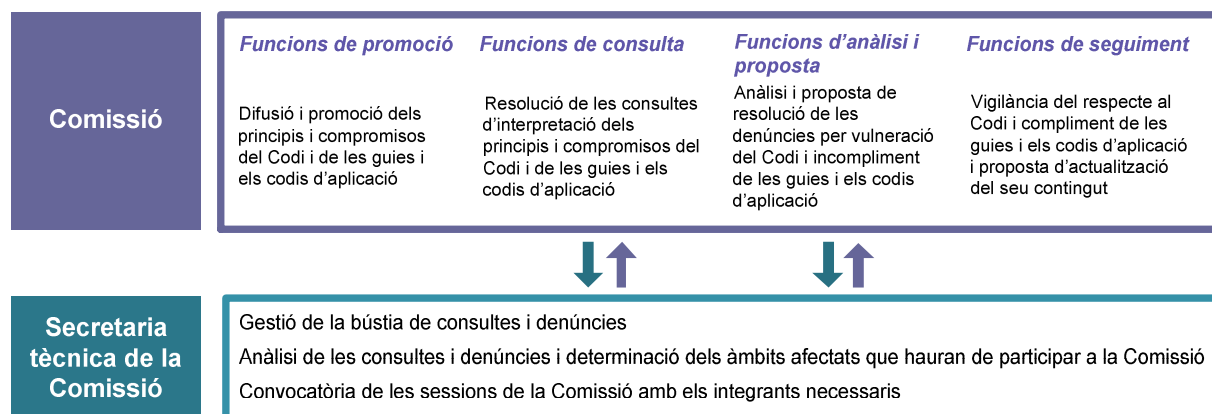 Comissió
Funcions de promoció
Difusió i promoció dels
principis i compromisos
del Codi i de les guies i
els codis d'aplicació
Funcions de consulta
Resolució de les consultes
d'interpretació dels
principis i compromisos del
Codi i de les guies i els
codis d'aplicació
Funcions d'anàlisi i
proposta
Anàlisi i proposta de
resolució de les
denúncies per vulneració
del Codi i incompliment
de les guies i els codis
d'aplicació
Funcions de seguiment
Vigilància del respecte al
Codi i compliment de les
guies i els codis d'aplicació
i proposta d'actualització
del seu contingut
Secretaria
tècnica de la
Comissió
Gestió de la bústia de consultes i denúncies
Anàlisi de les consultes i denúncies i determinació dels àmbits afectats que hauran de participar a la Comissió
Convocatòria de les sessions de la Comissió amb els integrants necessaris